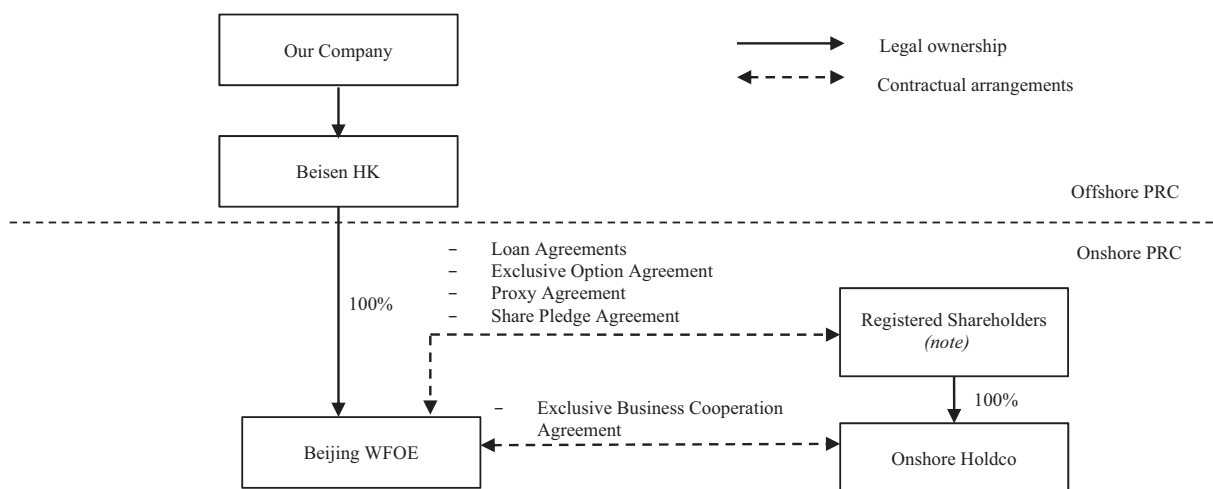 Our Company
Legal ownership
Contractual arrangements
Beisen HK
Offshore PRC
Onshore PRC
– Loan Agreements
– Exclusive Option Agreement
– Proxy Agreement
– Share Pledge Agreement
100%
Registered Shareholders
(note)
100%
– Exclusive Business Cooperation
Agreement
Beijing WFOE
Onshore Holdco